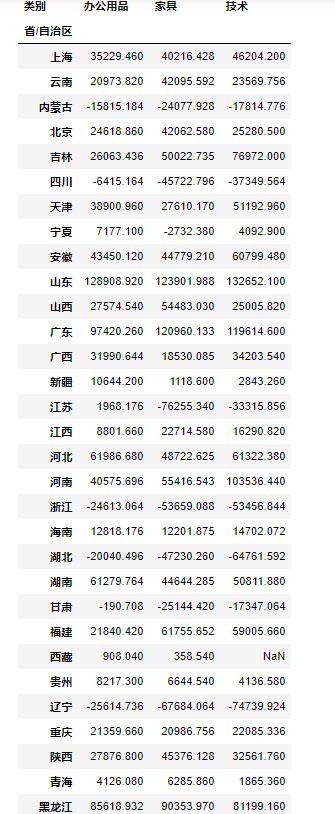 类别 办公用品 家具 技术
省/自治区
上海 35229.460 40216.428 46204.200
云南 20973.820 42095.592 23569.756
内蒙古 -15815.184 -24077.928 -17814.776
北京 24618.860 42062.580 25280.500
吉林 26063.436 50022.735 76972.000
四川 -6415.164 -45722.796 -37349.564
天津 38900.960 27610.170 51192.960
宁夏 7177.100 -2732.380 4092.900
安徽 43450.120 44779.210 60799.480
山东 128908.920 123901.988 132652.100
山西 27574.540 54483.030 25005.820
广东 97420.260 120960.133 119614.600
广西 31990.644 18530.085 34203.540
新疆 10644.200 1118.600 2843.260
江苏 1968.176 -76255.340 -33315.856
江西 8801.660 22714.580 16290.820
河北 61986.680 48722.625 61322.380
河南 40575.696 55416.543 103536.440
浙江 -24613.064 -53659.088 -53456.844
海南 12818.176 12201.875 14702.072
湖北 -20040.496 -47230.260 -64761.592
湖南 61279.764 44644.285 50811.880
甘肃 -190.708 -25144.420 -17347.064
福建 21840.420 61755.652 59005.660
西藏 908.040 358.540 NaN
贵州 8217.300 6644.540 4136.580
辽宁 -25614.736 -67684.064 -74739.924
重庆 21359.660 20986.756 22085.336
陕西 27876.800 45376.128 32561.760
青海 4126.080 6285.860 1865.360
黑龙江 85618.932 90353.970 81199.160